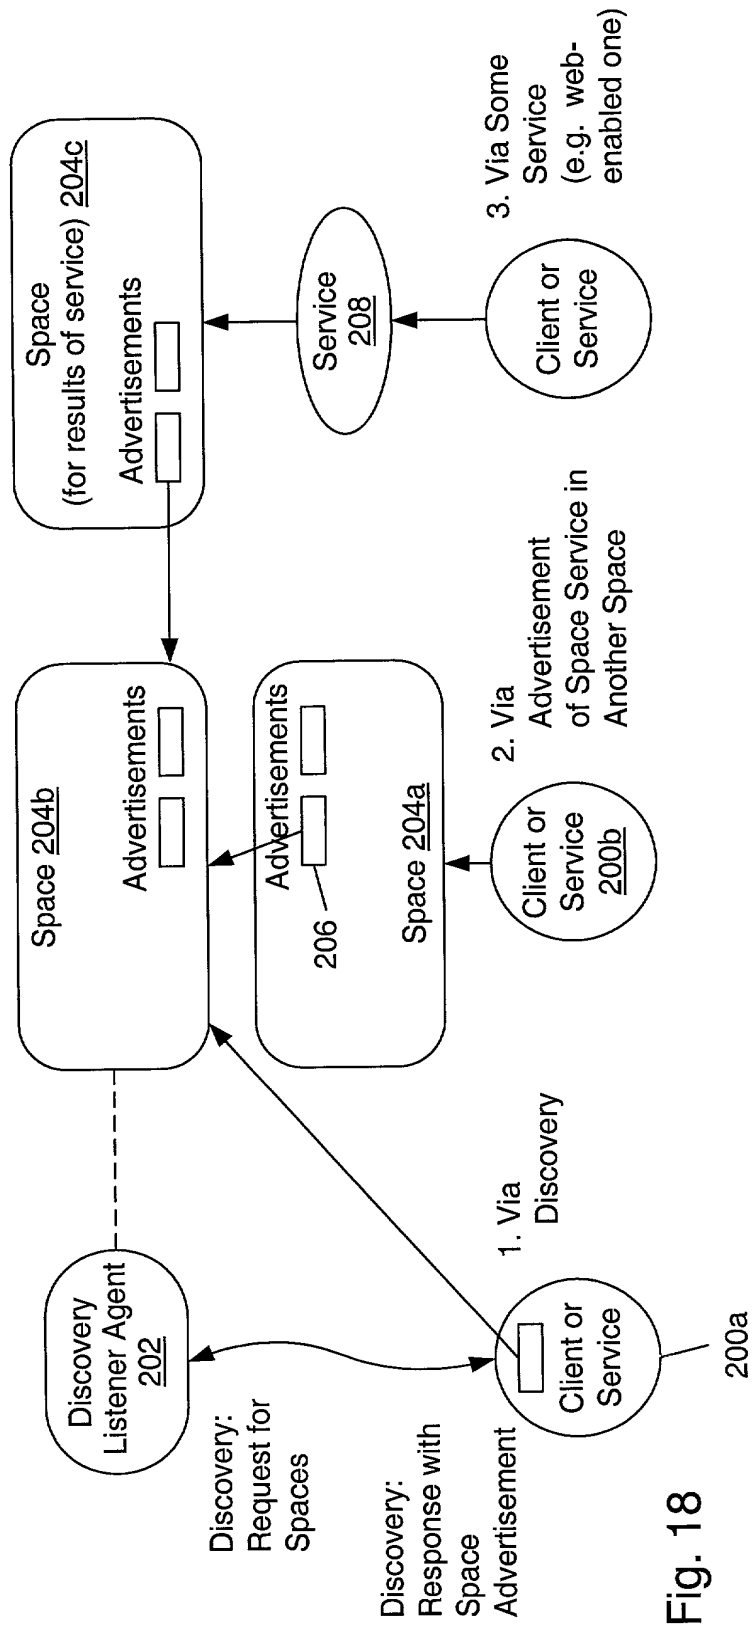 Discovery
Listener Agent
202
Discovery:
Request for
Spaces
Discovery:
Response with
Space
Advertisement
Client or
Service
200a
1. Via
Discovery
Space 204b
Advertisements
Advertisements
206
Space 204a
Client or
Service
200b
2. Via
Advertisement
of Space Service in
Another Space
Space
(for results of service) 204c
Advertisements
Service
208
Client or
Service
3. Via Some
Service
(e.g. web-
enabled one)
Fig. 18